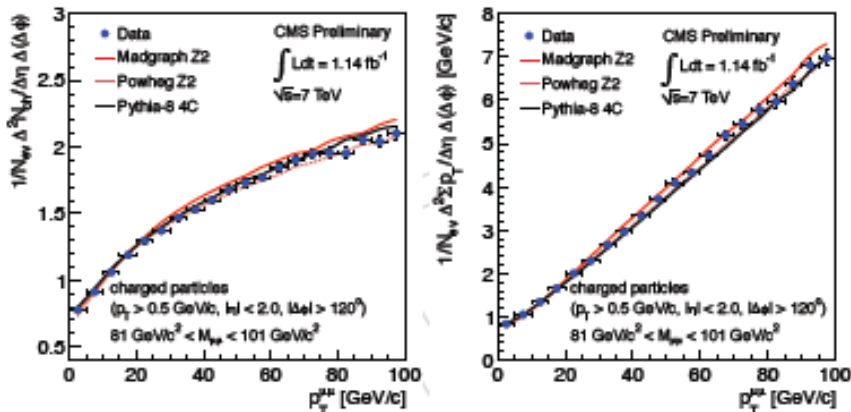 1/N_ev Δ²N_ch/Δη Δ(Δφ)
3
2.5
2
1.5
1
0.5
Data
Madgraph Z2
Powheg Z2
Pythia-8 4C
CMS Preliminary
∫ Ldt = 1.14 fb⁻¹
√s=7 TeV
charged particles
(p_T > 0.5 GeV/c, |η| < 2.0, |Δφ| > 120⁰)
81 GeV/c² < M_μμ < 101 GeV/c²
0 20 40 60 80 100
p_T^μμ [GeV/c]
1/N_ev Δ²Σp_T/Δη Δ(Δφ) [GeV/c]
8
7
6
5
4
3
2
1
0
Data
Madgraph Z2
Powheg Z2
Pythia-8 4C
CMS Preliminary
∫ Ldt = 1.14 fb⁻¹
√s=7 TeV
charged particles
(p_T > 0.5 GeV/c, |η| < 2.0, |Δφ| > 120⁰)
81 GeV/c² < M_μμ < 101 GeV/c²
0 20 40 60 80 100
p_T^μμ [GeV/c]